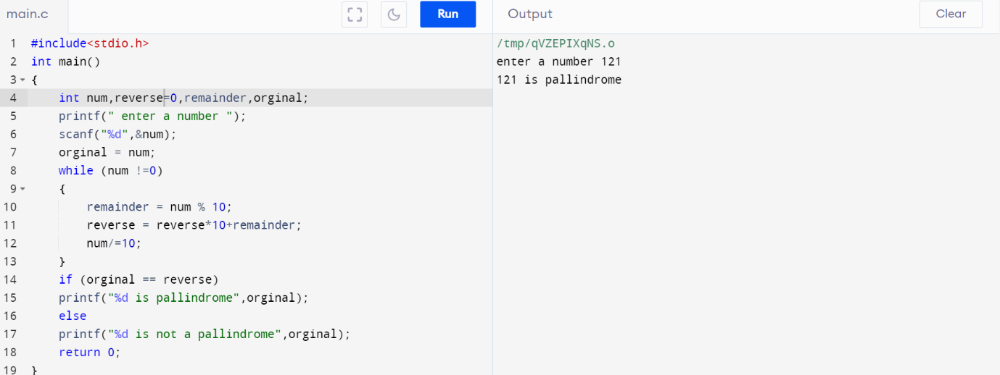 main.c
Run
Output
Clear
1 #include<stdio.h>
2 int main()
3 {
4 int num,reverse=0,remainder,orginal;
5 printf(" enter a number ");
6 scanf("%d",&num);
7 orginal = num;
8 while (num !=0)
9 {
10 remainder = num % 10;
11 reverse = reverse*10+remainder;
12 num/=10;
13 }
14 if (orginal == reverse)
15 printf("%d is pallindrome",orginal);
16 else
17 printf("%d is not a pallindrome",orginal);
18 return 0;
19 }
/tmp/qVZEPIXqNS.o
enter a number 121
121 is pallindrome